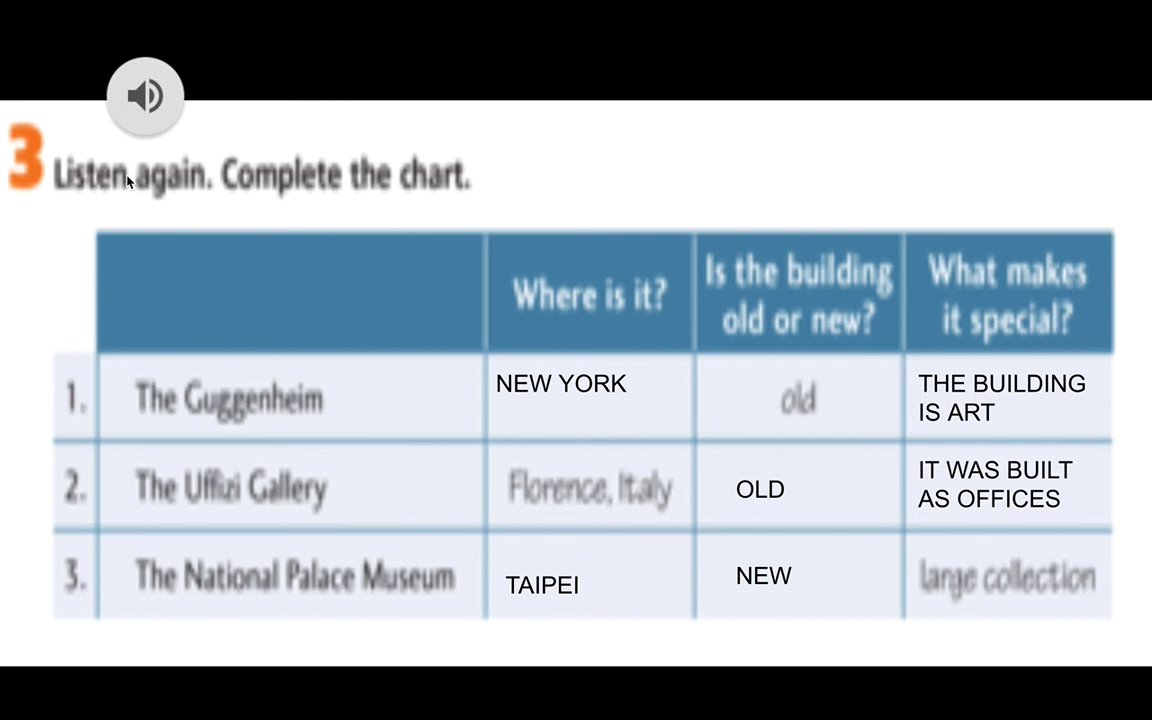 3
Listen again. Complete the chart.
Where is it?
Is the building
old or new?
What makes
it special?
1.
The Guggenheim
NEW YORK
old
THE BUILDING
IS ART
2.
The Uffizi Gallery
Florence, Italy
OLD
IT WAS BUILT
AS OFFICES
3.
The National Palace Museum
TAIPEI
NEW
large collection